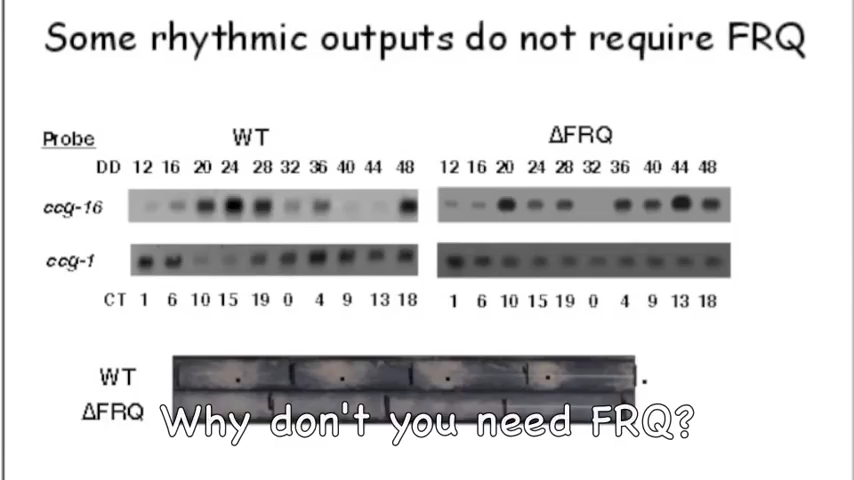 Some rhythmic outputs do not require FRQ
Probe WT ΔFRQ
DD 12 16 20 24 28 32 36 40 44 48 12 16 20 24 28 32 36 40 44 48
ccg-16
ccg-1
CT 1 6 10 15 19 0 4 9 13 18 1 6 10 15 19 0 4 9 13 18
WT
ΔFRQ
Why don't you need FRQ?